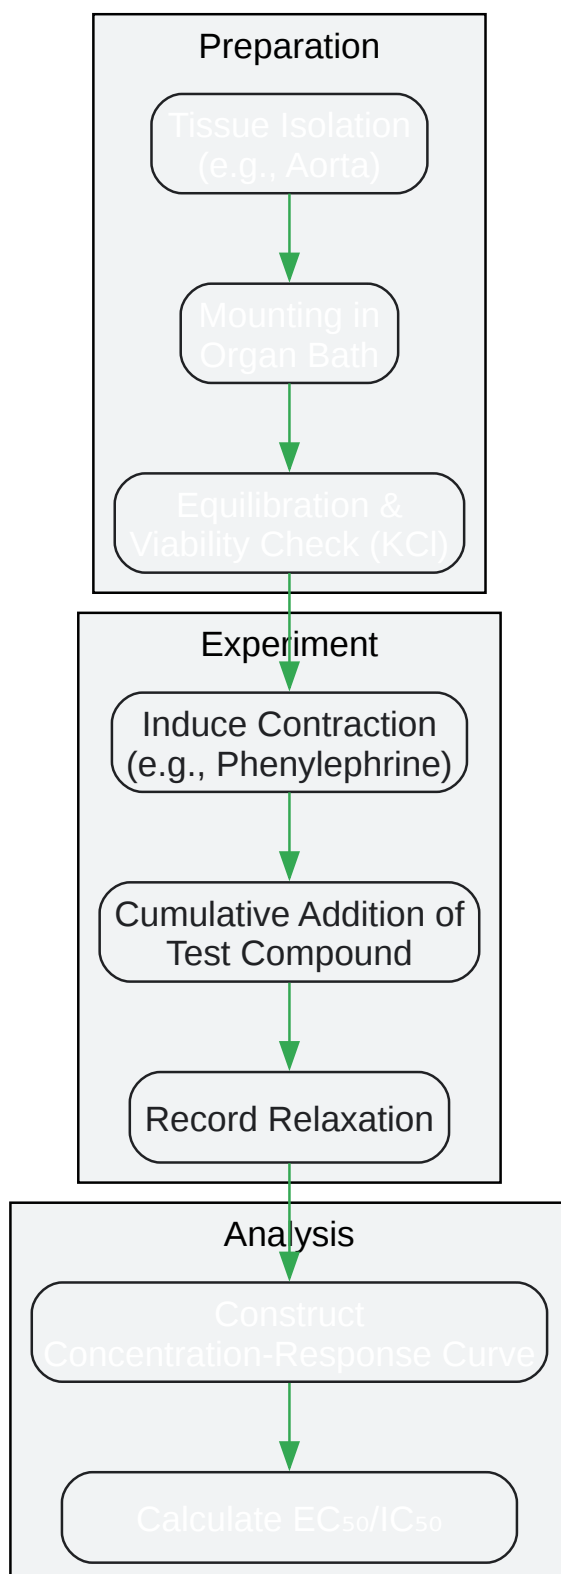 Preparation
Tissue Isolation
(e.g., Aorta)
Mounting in
Organ Bath
Equilibration &
Viability Check (KCl)
Experiment
Induce Contraction
(e.g., Phenylephrine)
Cumulative Addition of
Test Compound
Record Relaxation
Analysis
Construct
Concentration-Response Curve
Calculate EC₅₀/IC₅₀